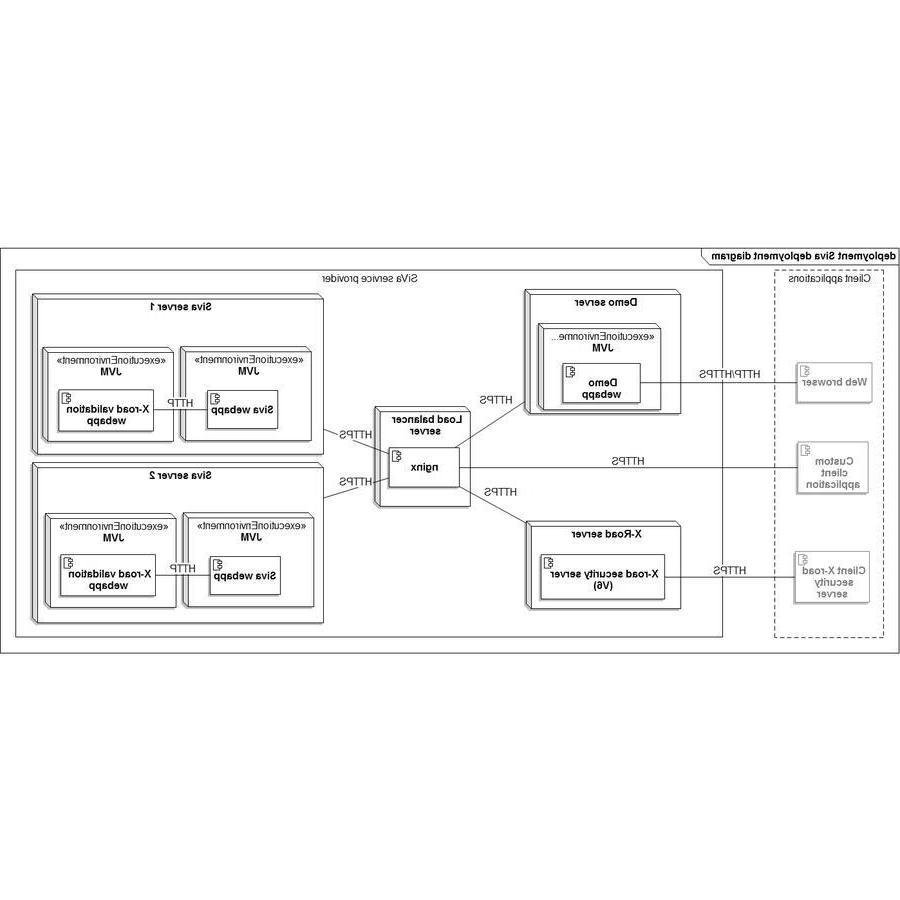 deployment Siva deployment diagram
Client applications
SiVa service provider
Web browser
Custom
client
application
Client X-road
security
server
HTTP/HTTPS
HTTPS
HTTPS
Demo server
«executionEnvironme...
JVM
Demo
webapp
X-Road server
X-road security server
(V6)
HTTPS
HTTPS
Load balancer
server
nginx
HTTPS
HTTPS
Siva server 1
«executionEnvironment»
JVM
Siva webapp
HTTP
«executionEnvironment»
JVM
X-road validation
webapp
Siva server 2
«executionEnvironment»
JVM
Siva webapp
HTTP
«executionEnvironment»
JVM
X-road validation
webapp